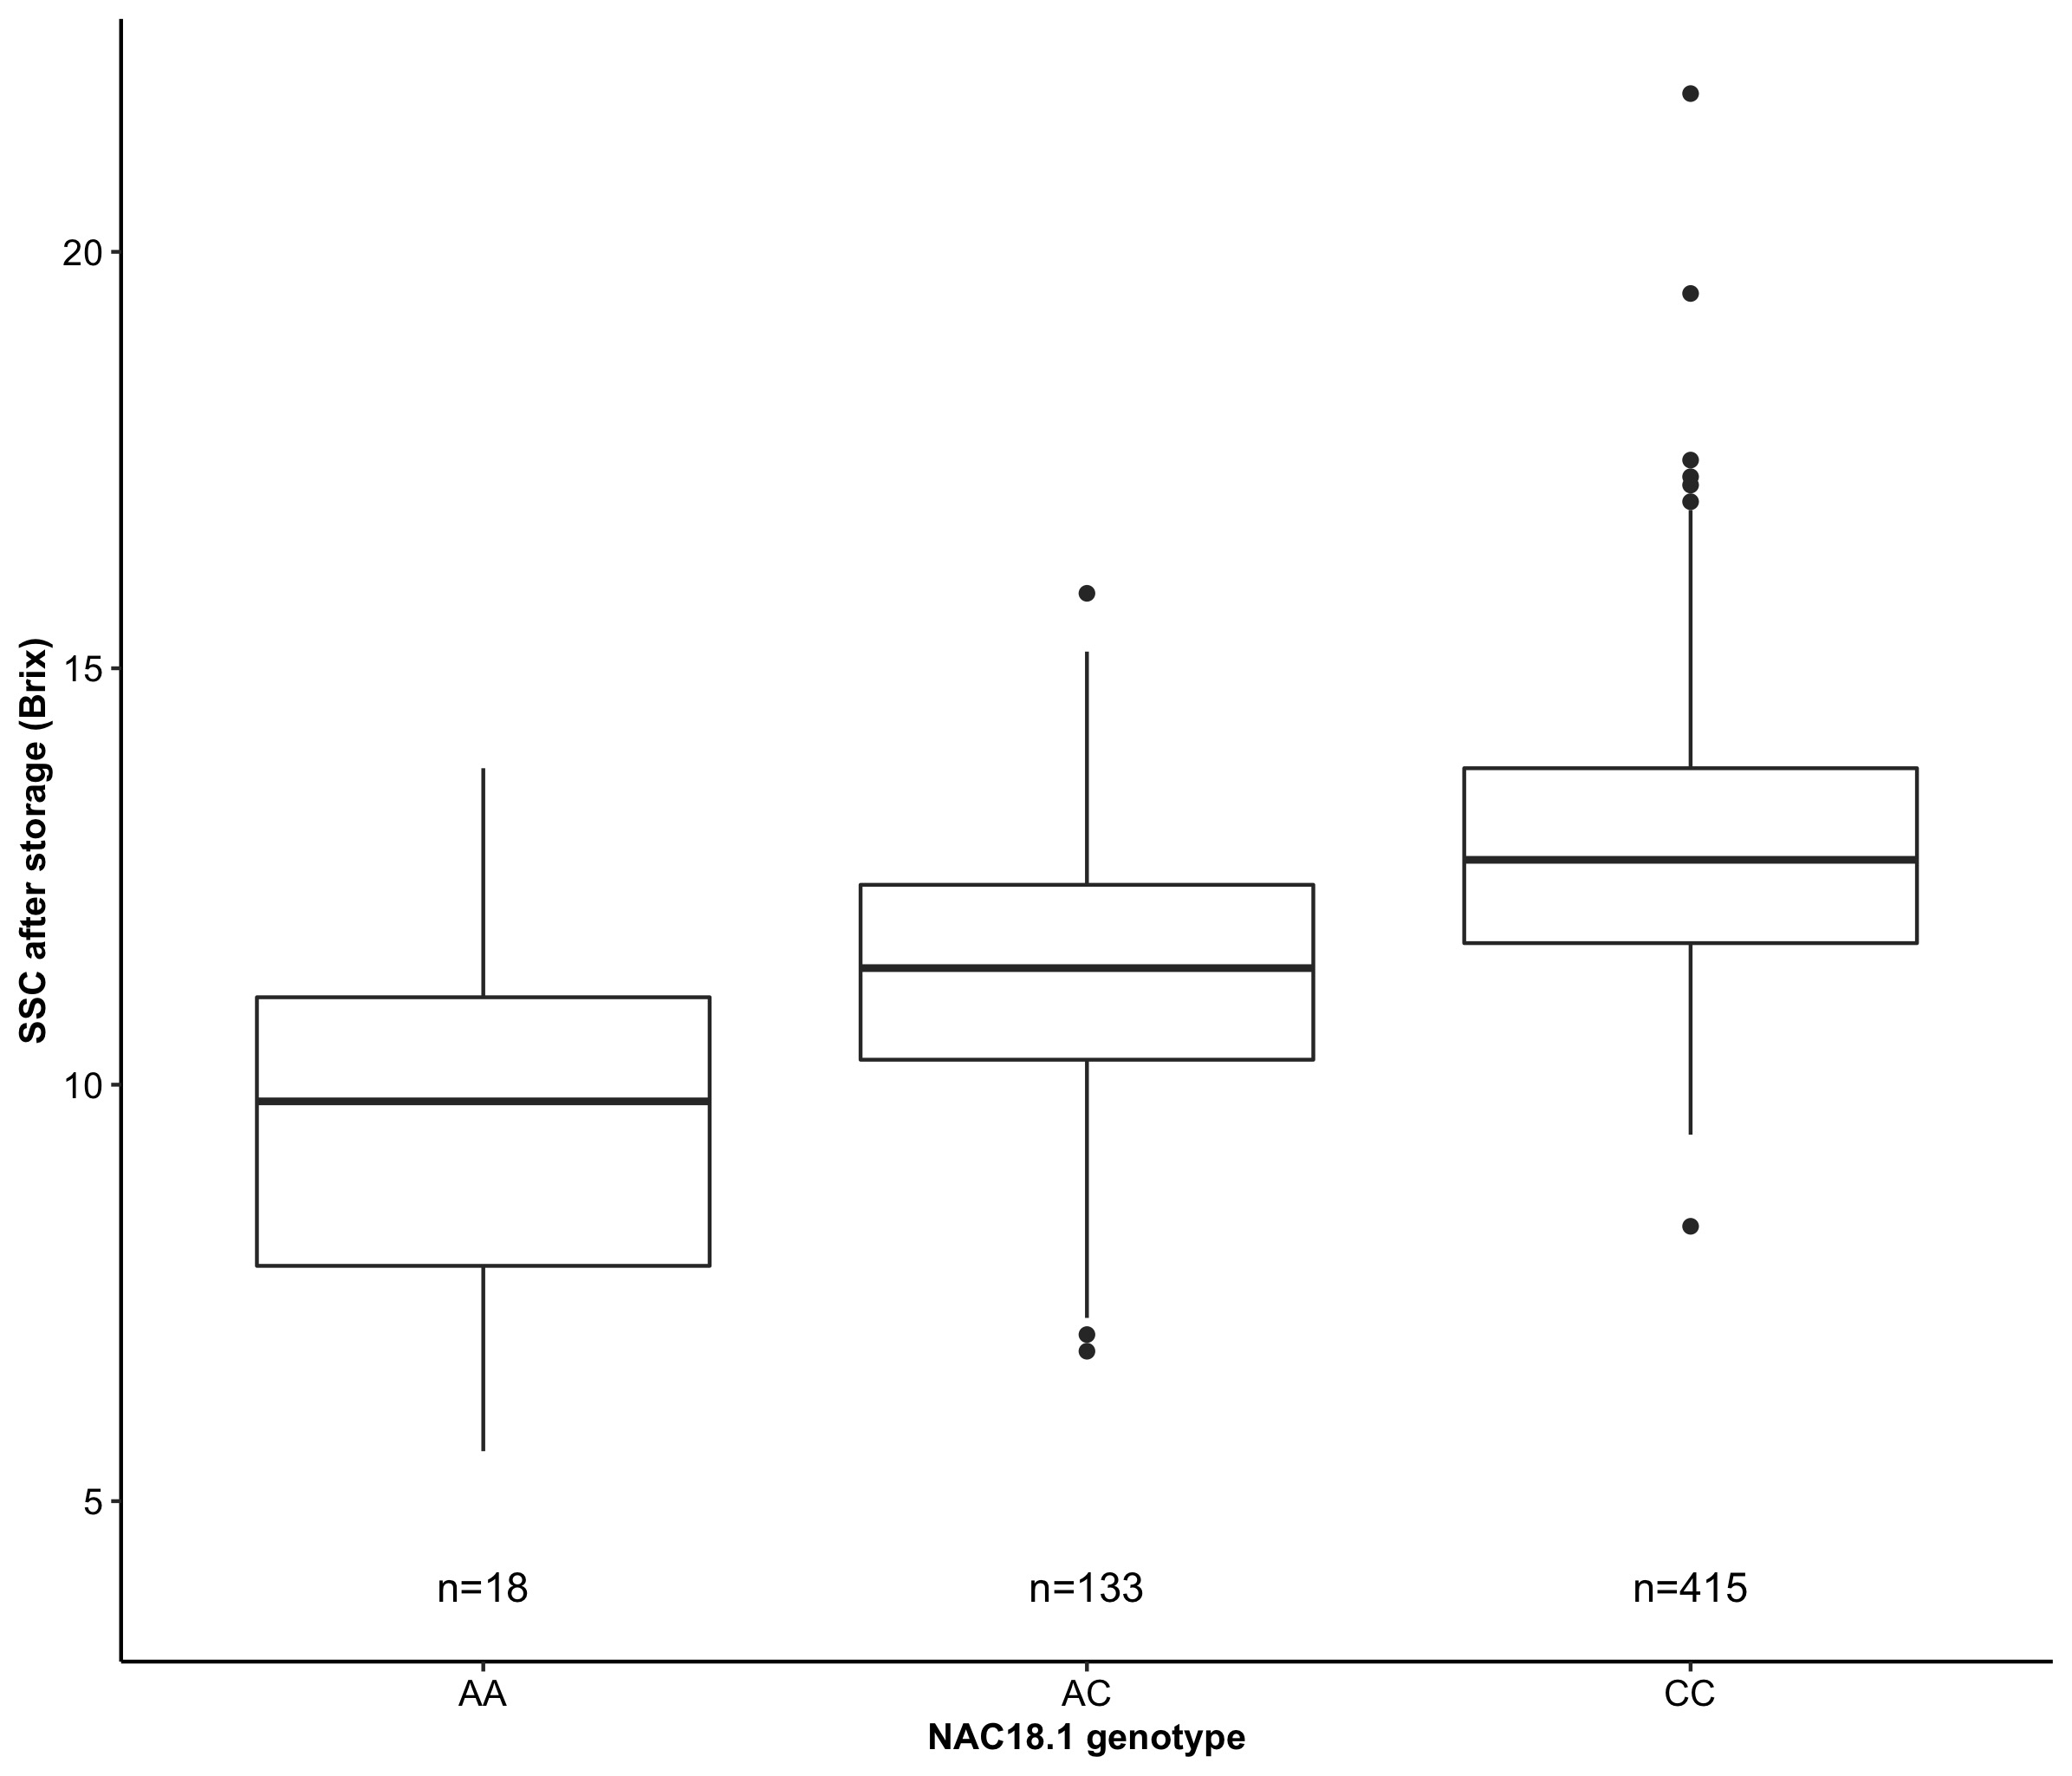 SSC after storage (Brix)
20
15
10
5
n=18
n=133
n=415
AA
AC
CC
NAC18.1 genotype